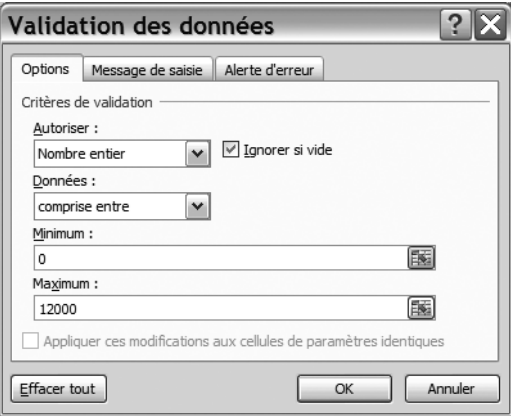 Validation des données
Options Message de saisie Alerte d'erreur
Critères de validation
Autoriser :
Nombre entier Ignorer si vide
Données :
comprise entre
Minimum :
0
Maximum :
12000
Appliquer ces modifications aux cellules de paramètres identiques
Effacer tout OK Annuler